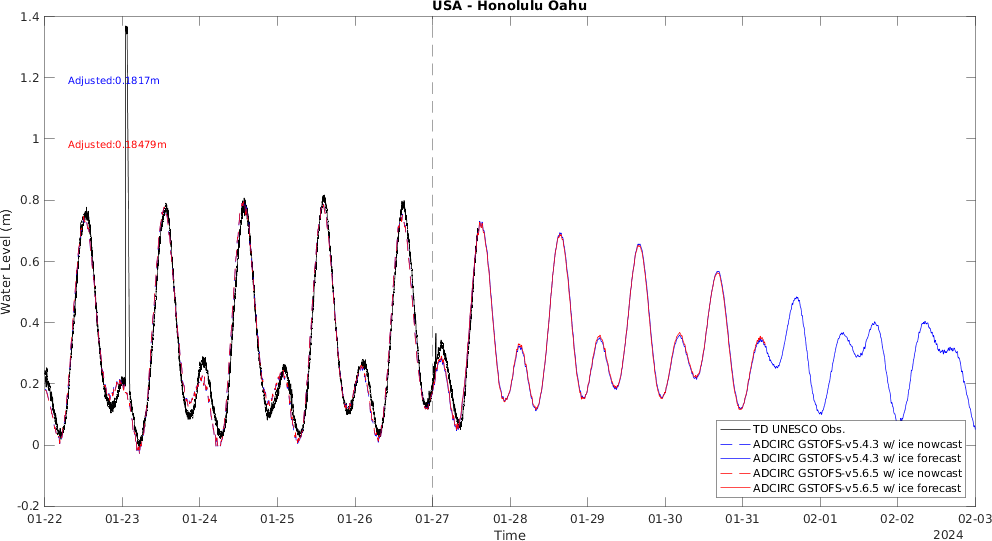 USA - Honolulu Oahu
1.4
1.2
1
0.8
0.6
0.4
0.2
0
-0.2
Water Level (m)
Adjusted:0.1817m
Adjusted:0.18479m
TD UNESCO Obs.
ADCIRC GSTOFS-v5.4.3 w/ ice nowcast
ADCIRC GSTOFS-v5.4.3 w/ ice forecast
ADCIRC GSTOFS-v5.6.5 w/ ice nowcast
ADCIRC GSTOFS-v5.6.5 w/ ice forecast
01-22 01-23 01-24 01-25 01-26 01-27 01-28 01-29 01-30 01-31 02-01 02-02 02-03
Time
2024